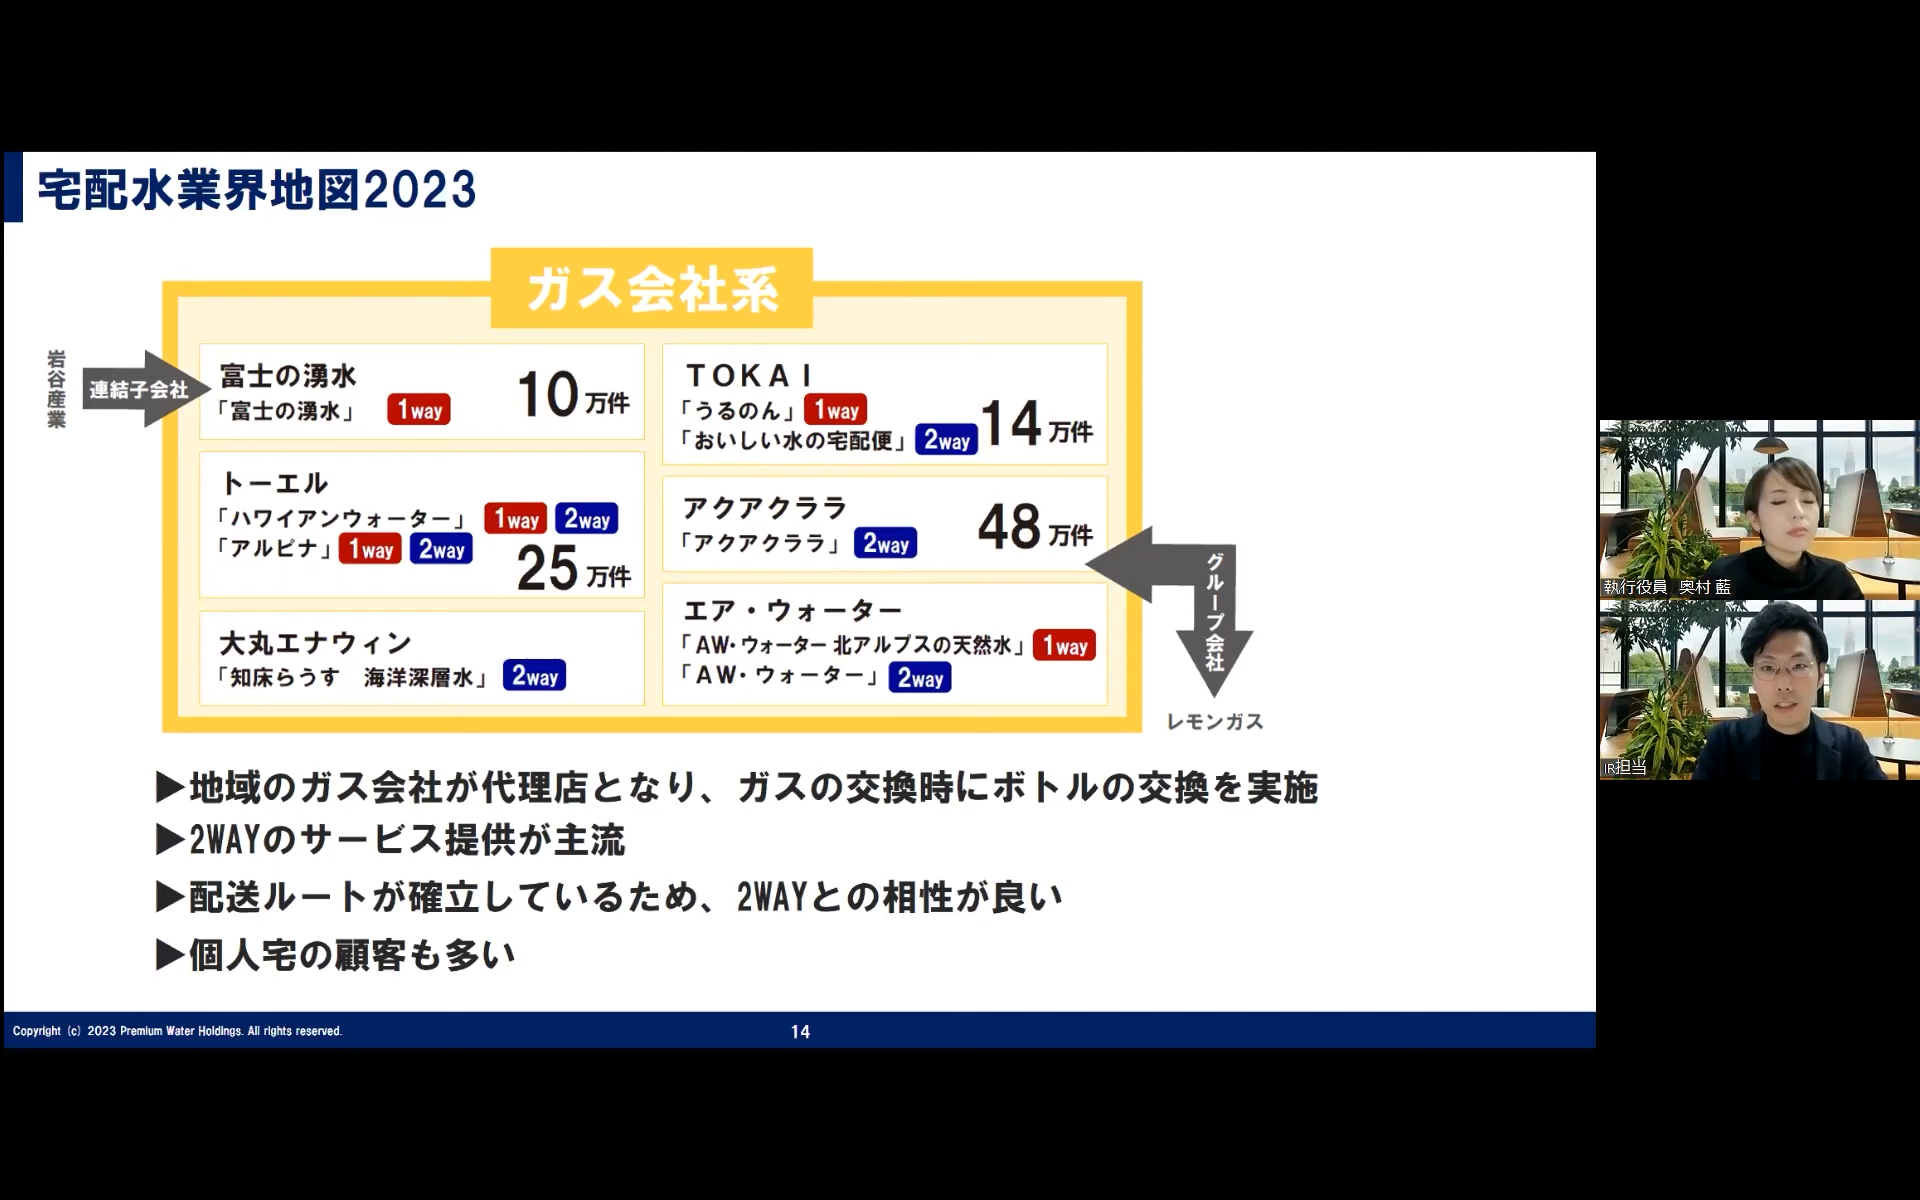 宅配水業界地図2023
ガス会社系
岩谷産業
連結子会社
富士の湧水
「富士の湧水」 1way 10万件
トーエル
「ハワイアンウォーター」 1way 2way
「アルピナ」 1way 2way
25万件
大丸エナウィン
「知床らうす 海洋深層水」 2way
TOKAI
「うるのん」 1way
「おいしい水の宅配便」 2way 14万件
アクアクララ
「アクアクララ」 2way 48万件
エア・ウォーター
「AW・ウォーター 北アルプスの天然水」 1way
「AW・ウォーター」 2way
グループ会社
レモンガス
▶地域のガス会社が代理店となり、ガスの交換時にボトルの交換を実施
▶2WAYのサービス提供が主流
▶配送ルートが確立しているため、2WAYとの相性が良い
▶個人宅の顧客も多い
Copyright (c) 2023 Premium Water Holdings. All rights reserved.
14
執行役員 奥村 藍
IR担当